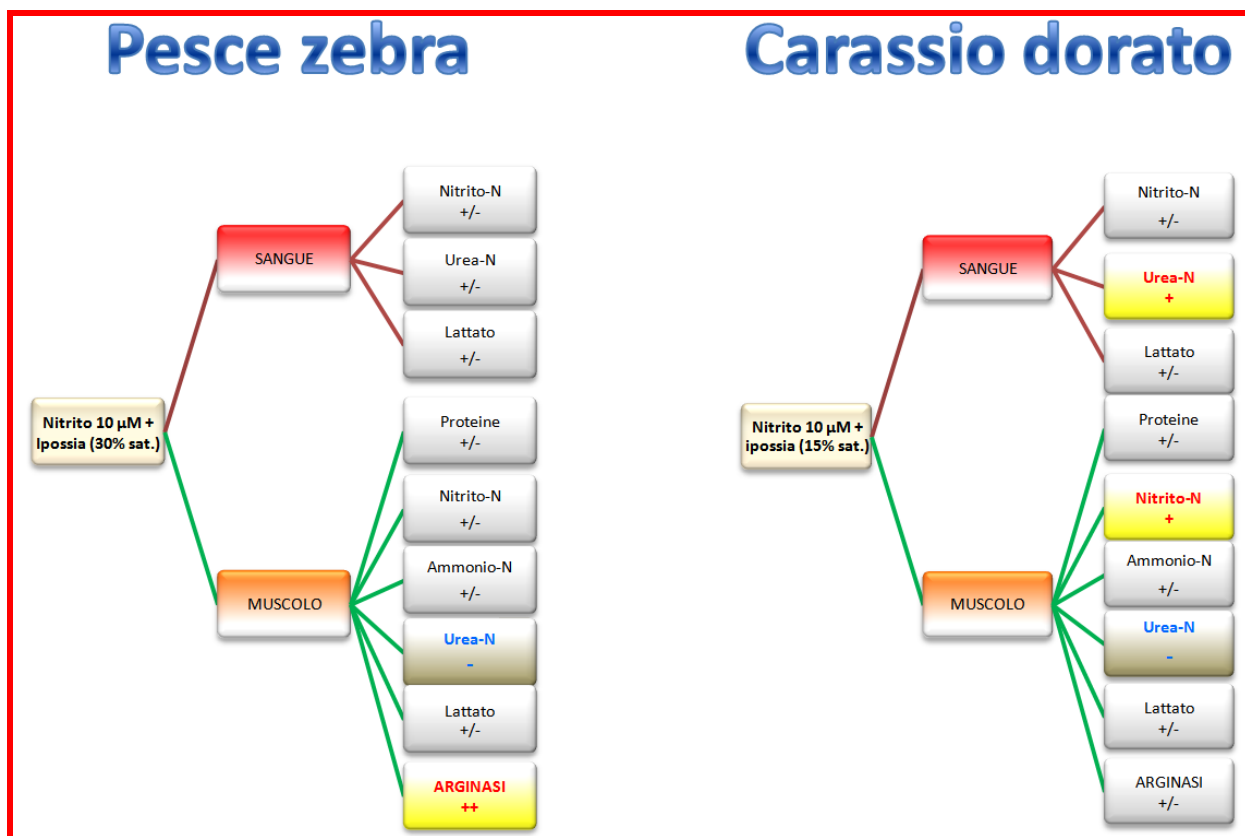 Pesce zebra
Nitrito 10 µM +
Ipossia (30% sat.)
SANGUE
Nitrito-N
+/-
Urea-N
+/-
Lattato
+/-
MUSCOLO
Proteine
+/-
Nitrito-N
+/-
Ammonio-N
+/-
Urea-N
-
Lattato
+/-
ARGINASI
++
Carassio dorato
Nitrito 10 µM +
ipossia (15% sat.)
SANGUE
Nitrito-N
+/-
Urea-N
+
Lattato
+/-
MUSCOLO
Proteine
+/-
Nitrito-N
+
Ammonio-N
+/-
Urea-N
-
Lattato
+/-
ARGINASI
+/-